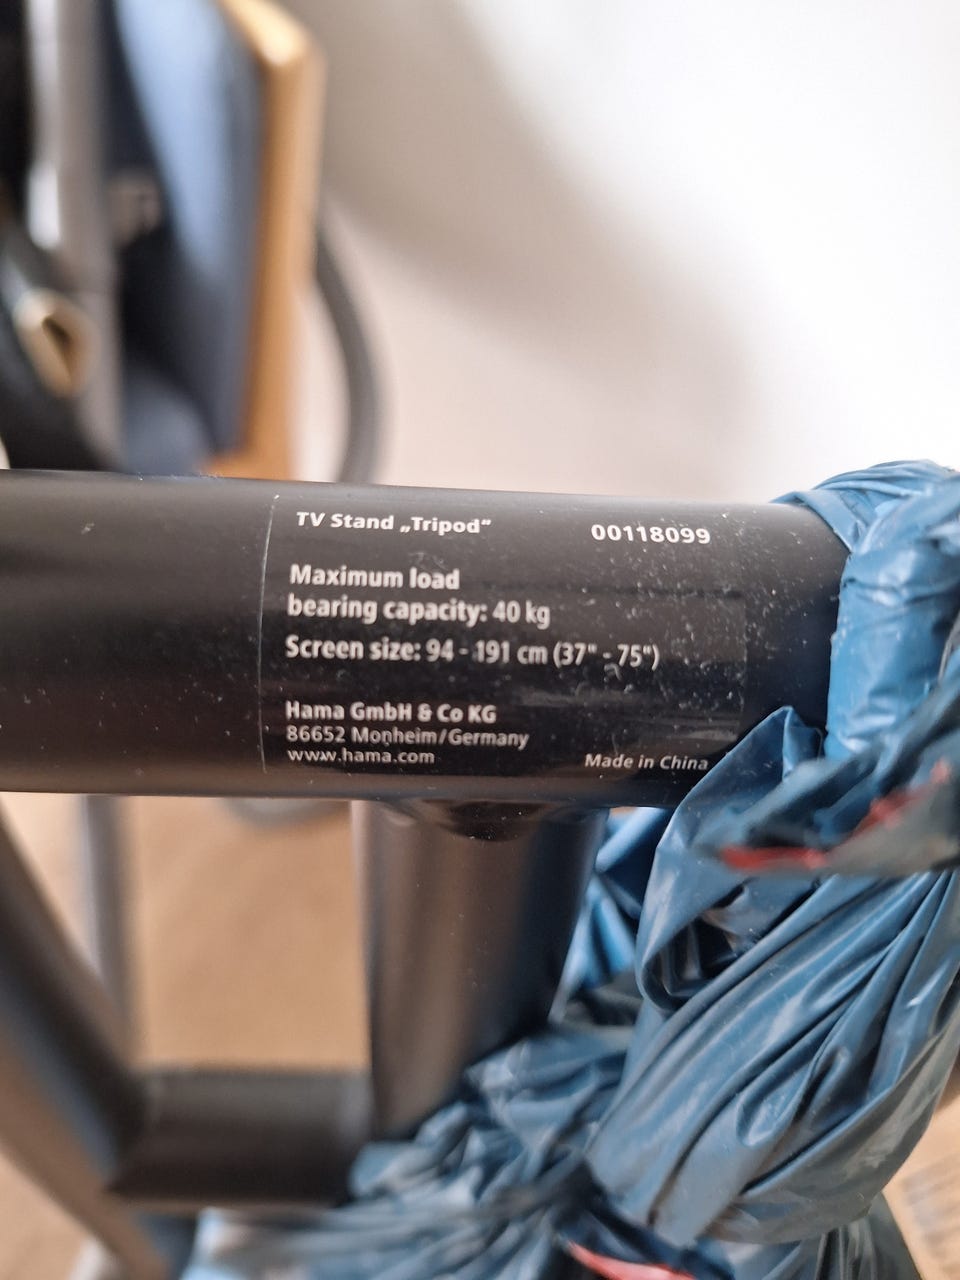 TV Stand „Tripod“ 00118099
Maximum load
bearing capacity: 40 kg
Screen size: 94 - 191 cm (37" - 75")
Hama GmbH & Co KG
86652 Monheim/Germany
www.hama.com Made in China